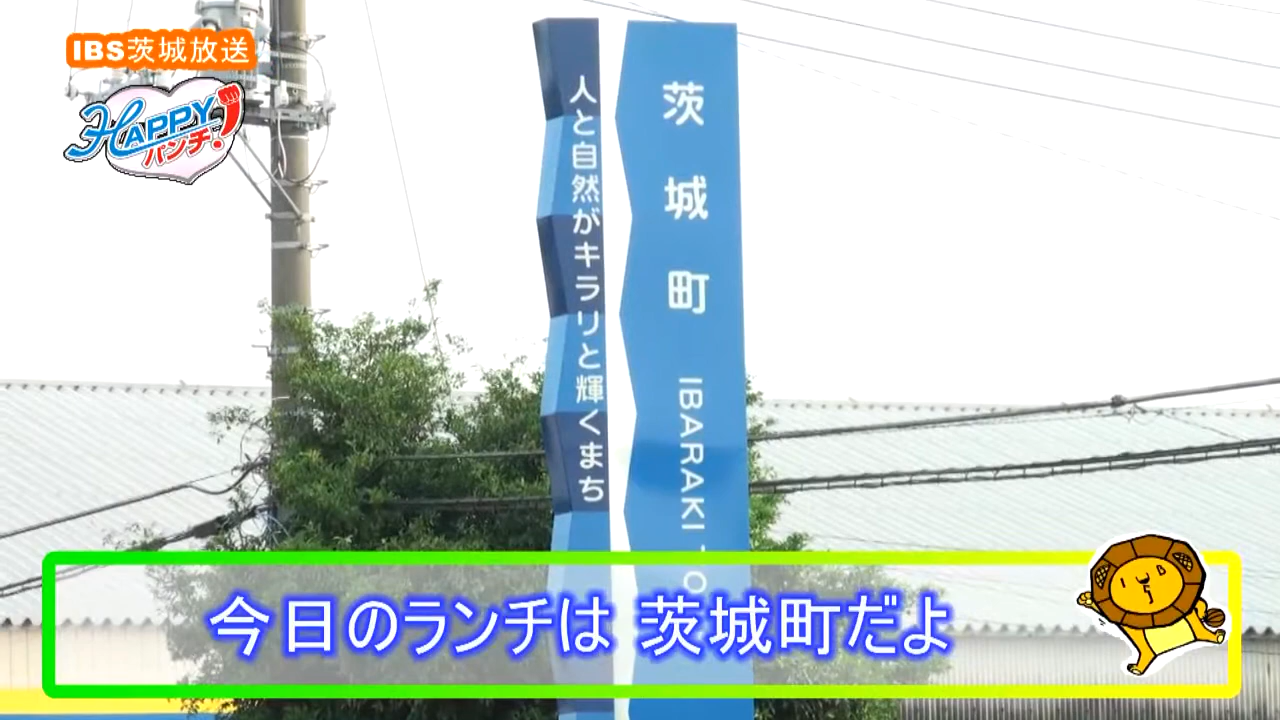 IBS茨城放送
HAPPY
パンチ!
人と自然がキラリと輝くまち
茨城町 IBARAKI
今日のランチは 茨城町だよ